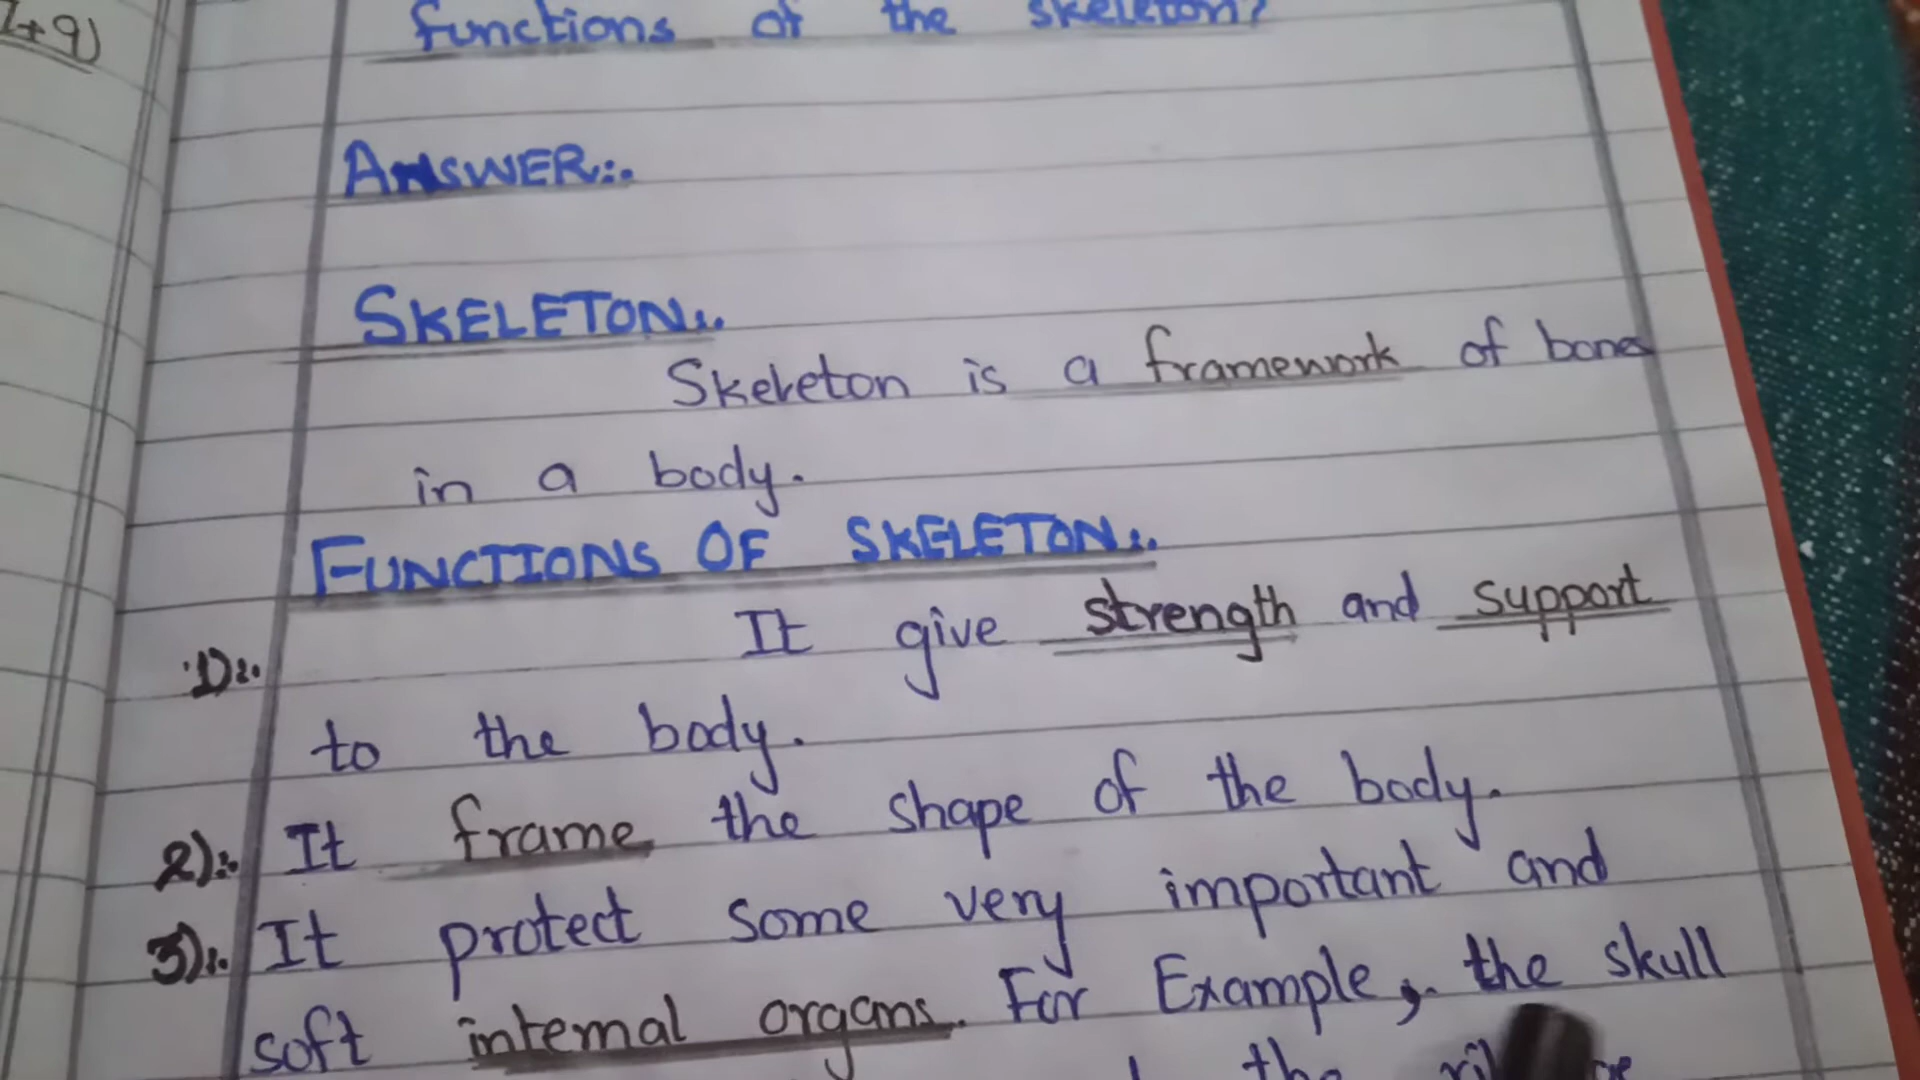 functions of the skeleton?
ANSWER:.
SKELETON:.
Skeleton is a framework of bones
in a body.
FUNCTIONS OF SKELETON:.
1):. It give strength and support
to the body.
2):. It frame the shape of the body.
3):. It protect some very important and
soft internal organs. For Example,. the skull
the